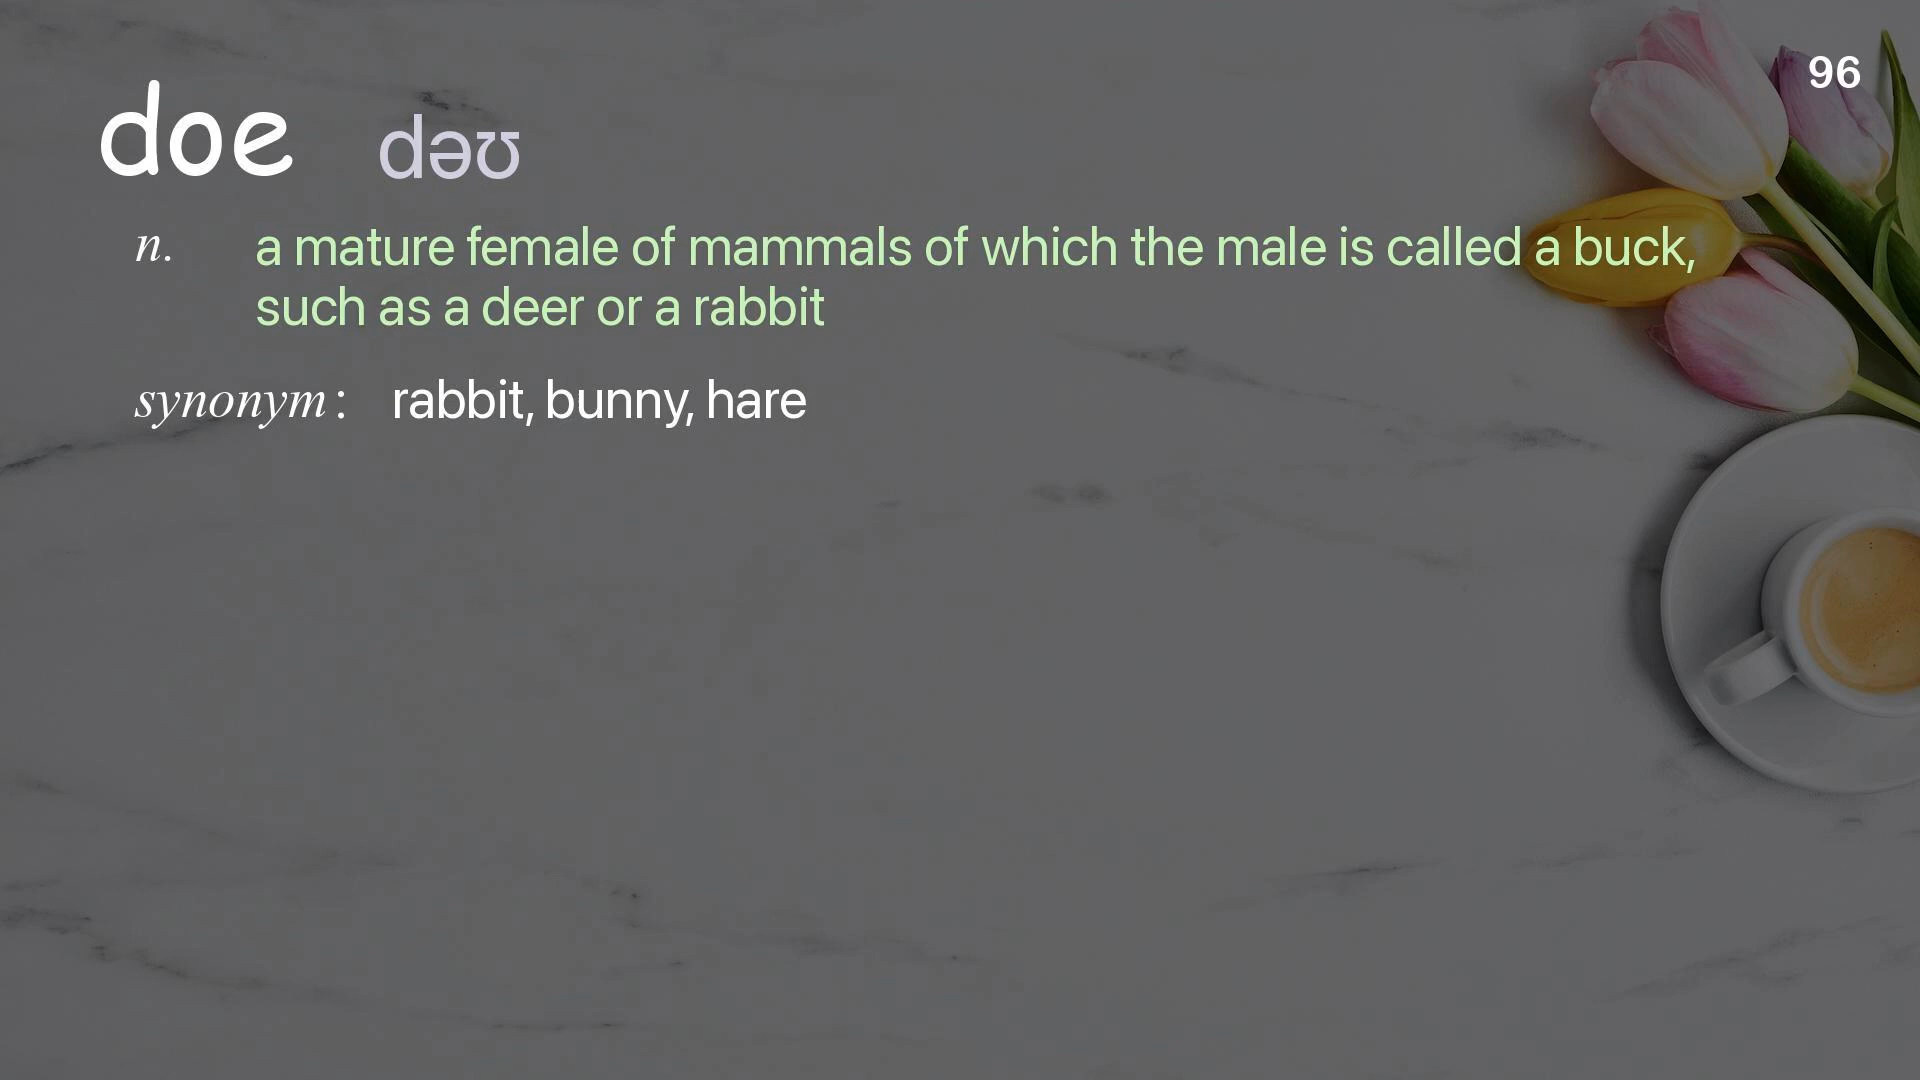 96
doe dəʊ
n. a mature female of mammals of which the male is called a buck,
such as a deer or a rabbit
synonym : rabbit, bunny, hare